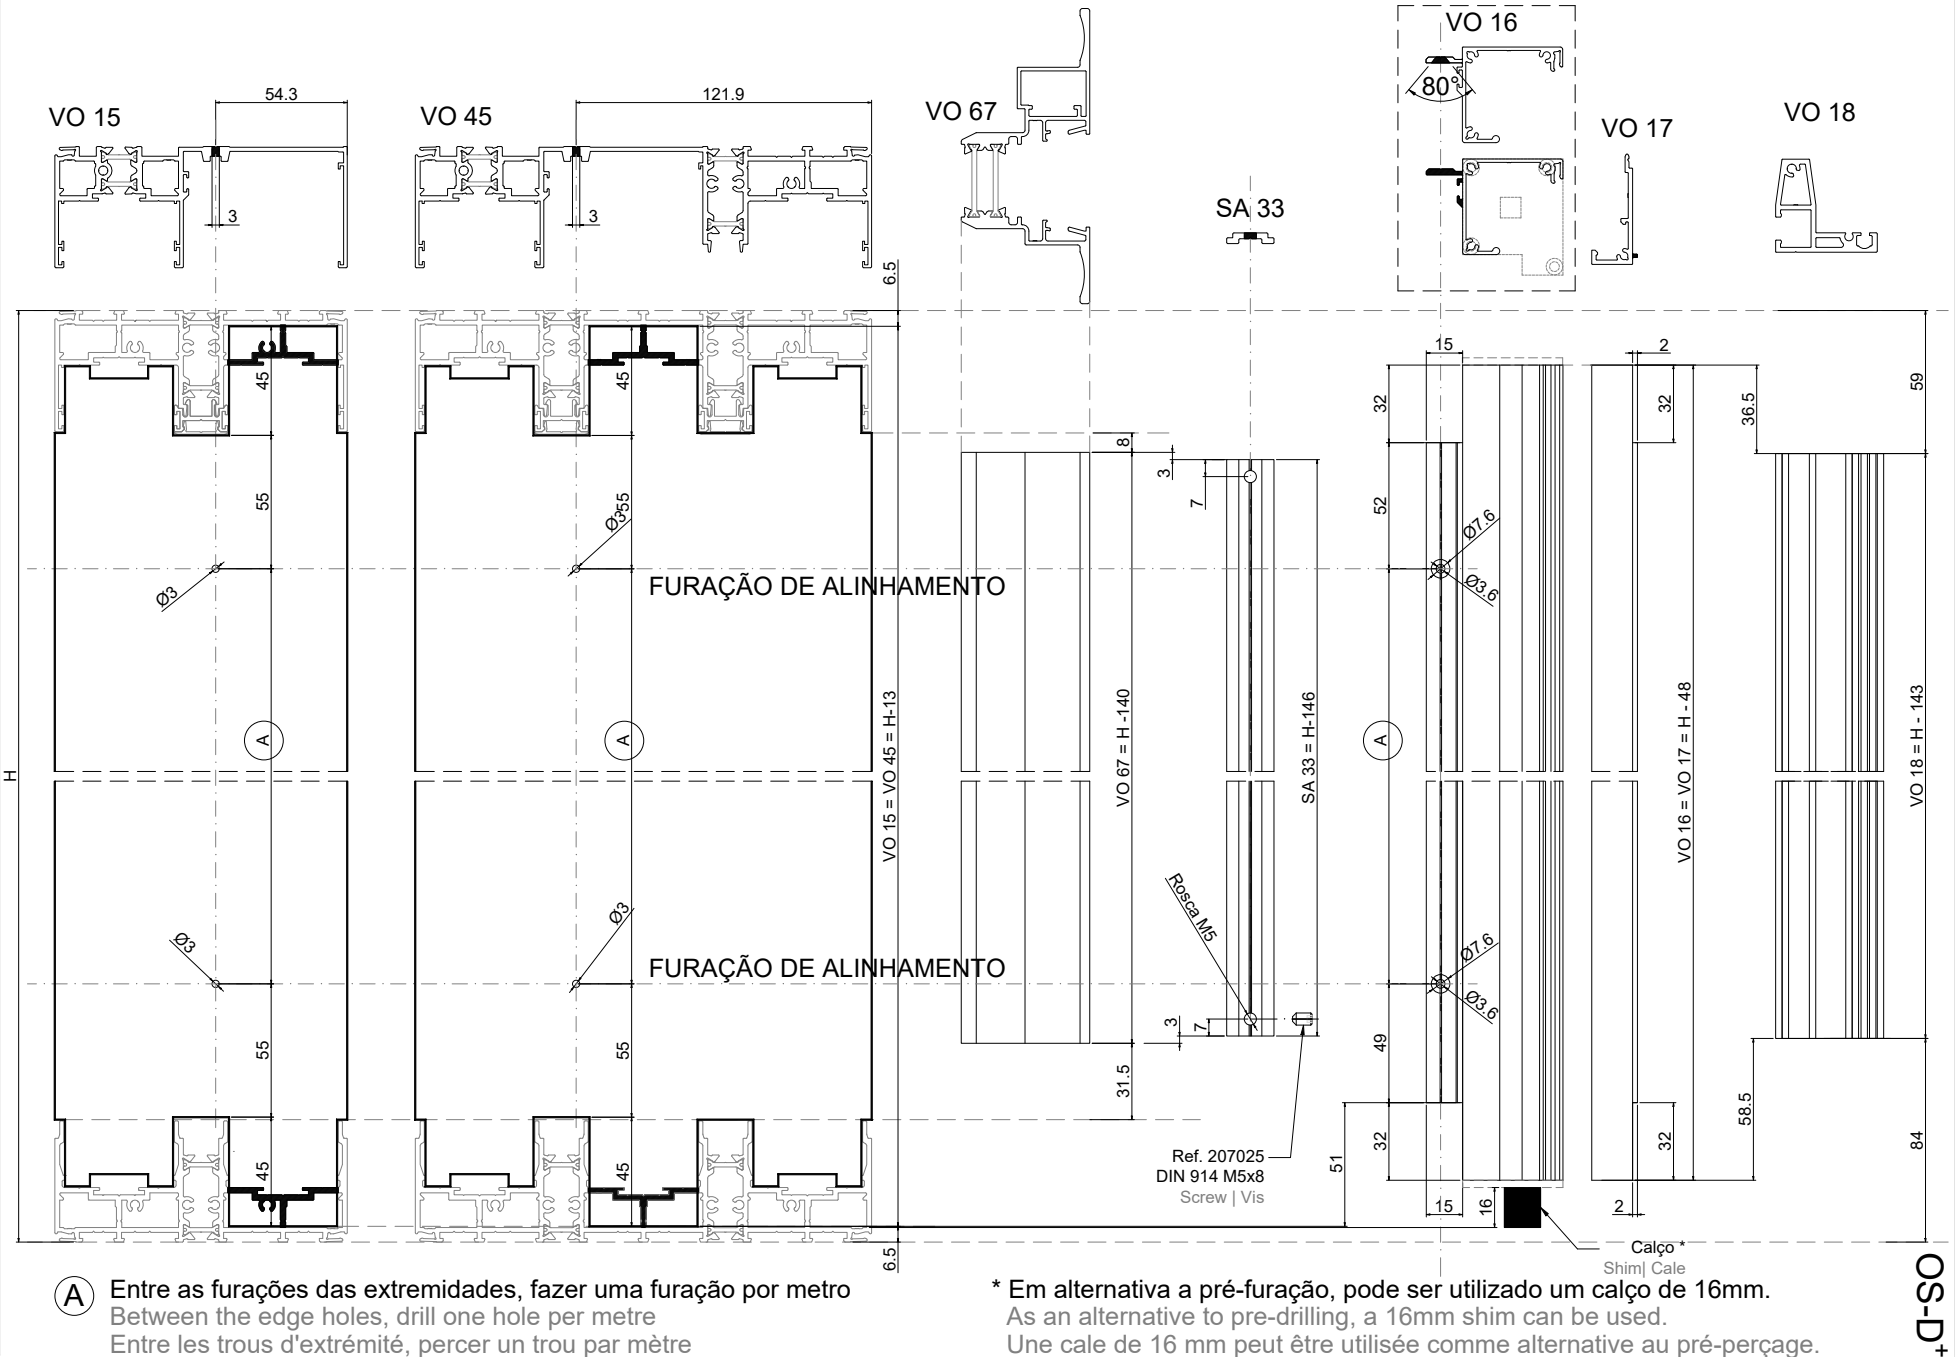 VO 15
54.3
3
VO 45
121.9
3
VO 67
SA 33
VO 16
80°
VO 17
VO 18
6.5
H
45
55
Ø3
A
Ø3
55
45
45
55
Ø3
FURAÇÃO DE ALINHAMENTO
A
Ø3
FURAÇÃO DE ALINHAMENTO
55
45
VO 15 = VO 45 = H-13
6.5
8
VO 67 = H -140
31.5
3
7
SA 33 = H-146
Rosca M5
3
7
Ref. 207025
DIN 914 M5x8
Screw | Vis
15
32
52
Ø7.6
Ø3.6
A
Ø7.6
Ø3.6
49
32
51
15
16
Calço *
Shim| Cale
2
32
VO 16 = VO 17 = H - 48
32
2
36.5
59
VO 18 = H - 143
58.5
84
A
Entre as furações das extremidades, fazer uma furação por metro
Between the edge holes, drill one hole per metre
Entre les trous d'extrémité, percer un trou par mètre
* Em alternativa a pré-furação, pode ser utilizado um calço de 16mm.
As an alternative to pre-drilling, a 16mm shim can be used.
Une cale de 16 mm peut être utilisée comme alternative au pré-perçage.
OS-D+